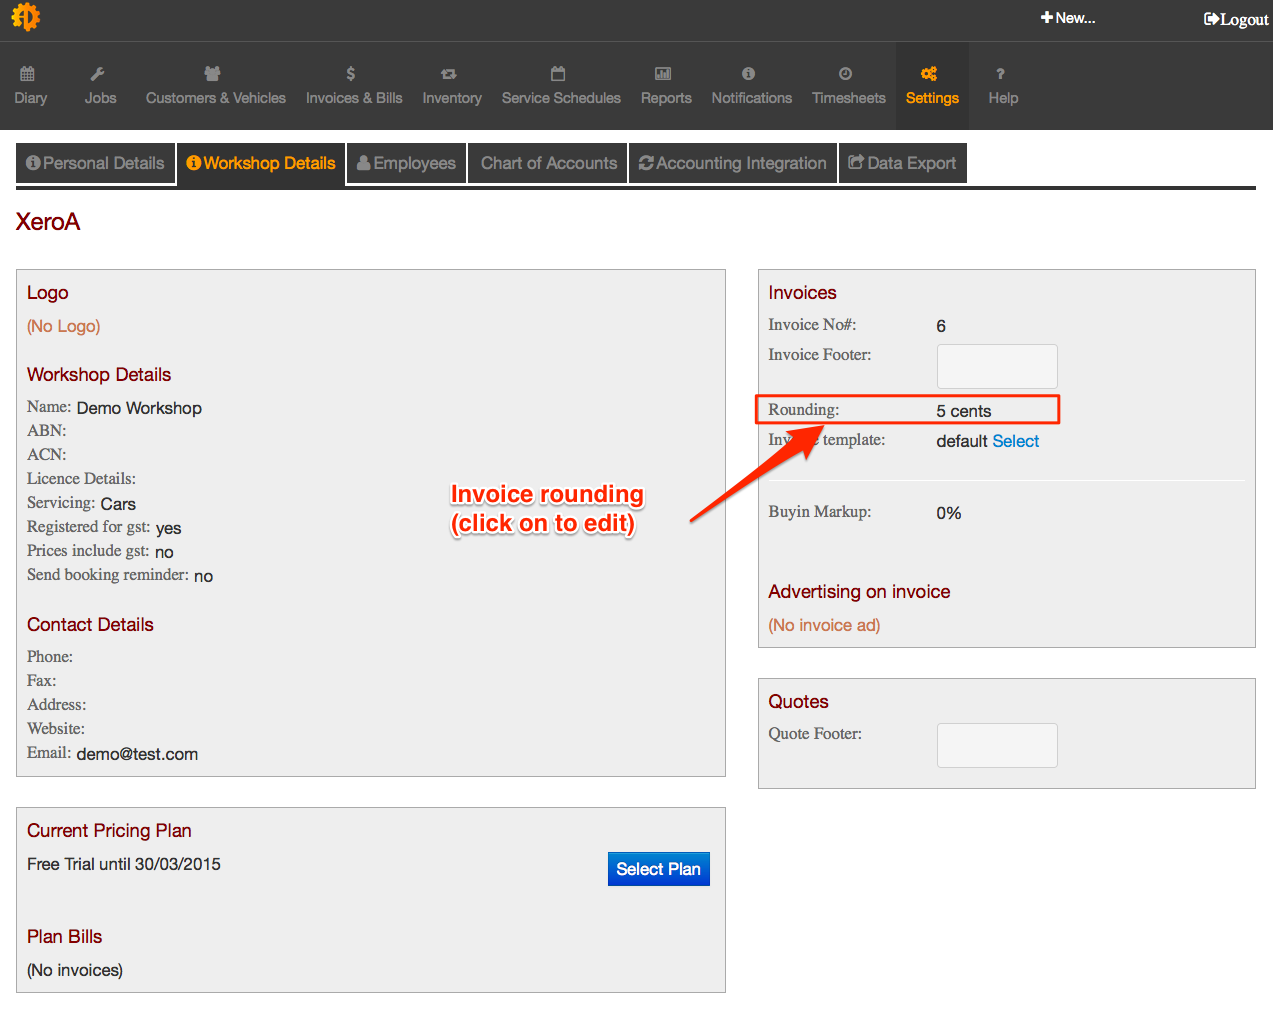 New...
Logout
Diary
Jobs
Customers & Vehicles
Invoices & Bills
Inventory
Service Schedules
Reports
Notifications
Timesheets
Settings
Help
Personal Details
Workshop Details
Employees
Chart of Accounts
Accounting Integration
Data Export
XeroA
Logo
(No Logo)
Workshop Details
Name: Demo Workshop
ABN:
ACN:
Licence Details:
Servicing: Cars
Registered for gst: yes
Prices include gst: no
Send booking reminder: no
Contact Details
Phone:
Fax:
Address:
Website:
Email: demo@test.com
Current Pricing Plan
Free Trial until 30/03/2015
Select Plan
Plan Bills
(No invoices)
Invoice rounding
(click on to edit)
Invoices
Invoice No#: 6
Invoice Footer:
Rounding: 5 cents
Invoice template: default Select
Buyin Markup: 0%
Advertising on invoice
(No invoice ad)
Quotes
Quote Footer: